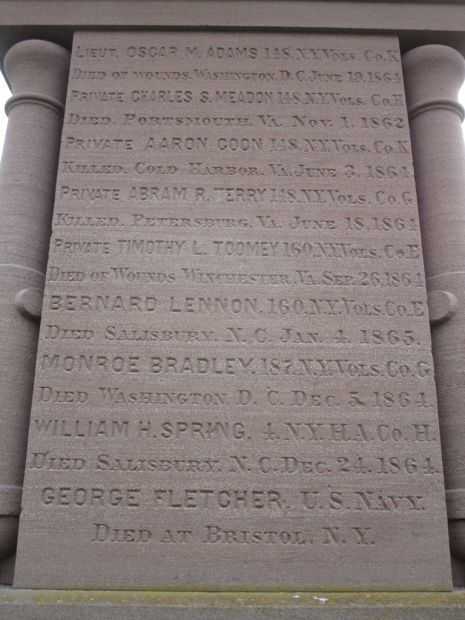 LIEUT. OSCAR M. ADAMS 148. N.Y. VOLS. CO. K
DIED OF WOUNDS. WASHINGTON. D. C. JUNE 19. 1864
PRIVATE CHARLES S. MEADON 148. N.Y. VOLS. CO. H
DIED. PORTSMOUTH. VA. NOV. 1. 1862
PRIVATE AARON COON 148. N.Y. VOLS. CO. K
KILLED. COLD HARBOR. VA. JUNE 3. 1864
PRIVATE ABRAM R. TERRY 148. N.Y. VOLS. CO. G
KILLED. PETERSBURG. VA. JUNE 18. 1864
PRIVATE TIMOTHY L. TOOMEY 160. N.Y. VOLS. CO. E
DIED OF WOUNDS WINCHESTER. VA. SEP. 26. 1864
BERNARD LENNON. 160. N.Y. VOLS. CO. E
DIED SALISBURY. N. C. JAN. 4. 1865.
MONROE BRADLEY. 187. N.Y. VOLS. CO. G
DIED WASHINGTON D. C. DEC. 5. 1864.
WILLIAM H. SPRING. 4. N.Y. H.A. CO. H.
DIED SALISBURY. N. C. DEC. 24. 1864.
GEORGE FLETCHER. U.S. NAVY.
DIED AT BRISTOL. N. Y.